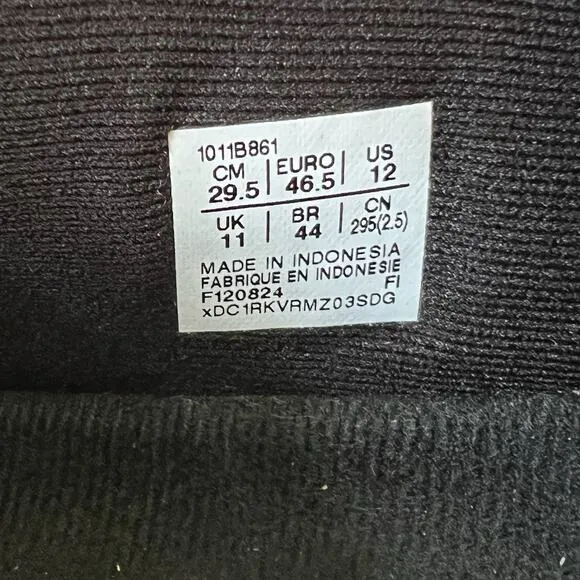 1011B861
CM 29.5 | EURO 46.5 | US 12
UK 11 | BR 44 | CN 295(2.5)
MADE IN INDONESIA
FABRIQUE EN INDONESIE
F120824 FI
xDC1RKVRMZ03SDG